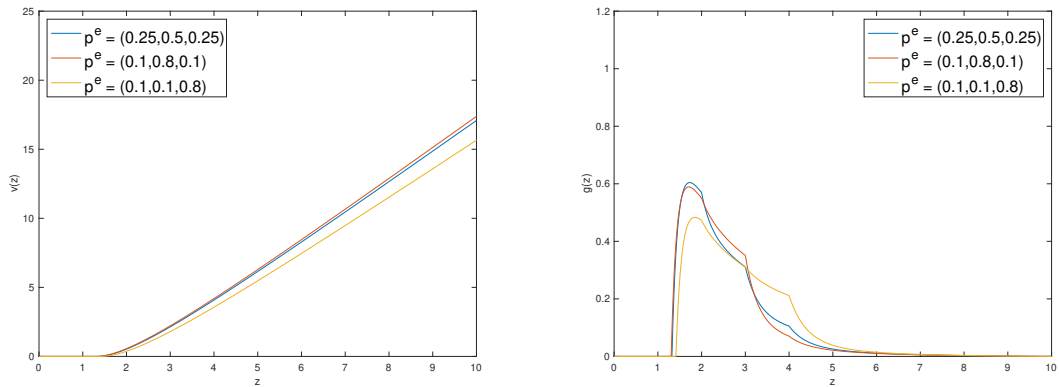 25
20
15
10
5
0
0 1 2 3 4 5 6 7 8 9 10
v(z)
z
p^e = (0.25,0.5,0.25)
p^e = (0.1,0.8,0.1)
p^e = (0.1,0.1,0.8)
1.2
1
0.8
0.6
0.4
0.2
0
0 1 2 3 4 5 6 7 8 9 10
g(z)
z
p^e = (0.25,0.5,0.25)
p^e = (0.1,0.8,0.1)
p^e = (0.1,0.1,0.8)